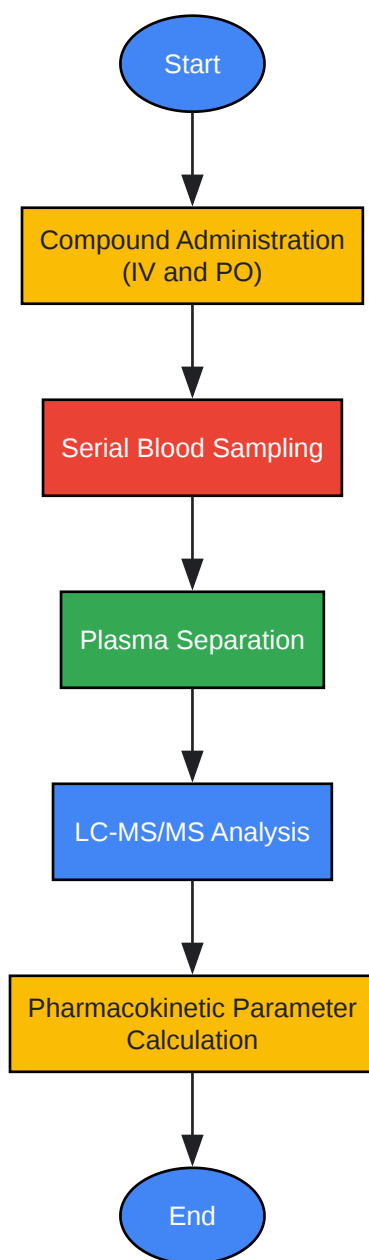 Start
Compound Administration
(IV and PO)
Serial Blood Sampling
Plasma Separation
LC-MS/MS Analysis
Pharmacokinetic Parameter
Calculation
End